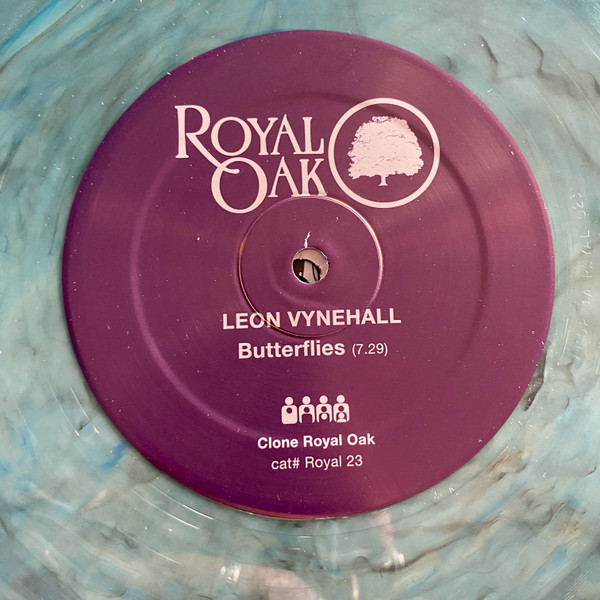 ROYAL
OAK
LEON VYNEHALL
Butterflies (7.29)
Clone Royal Oak
cat# Royal 23